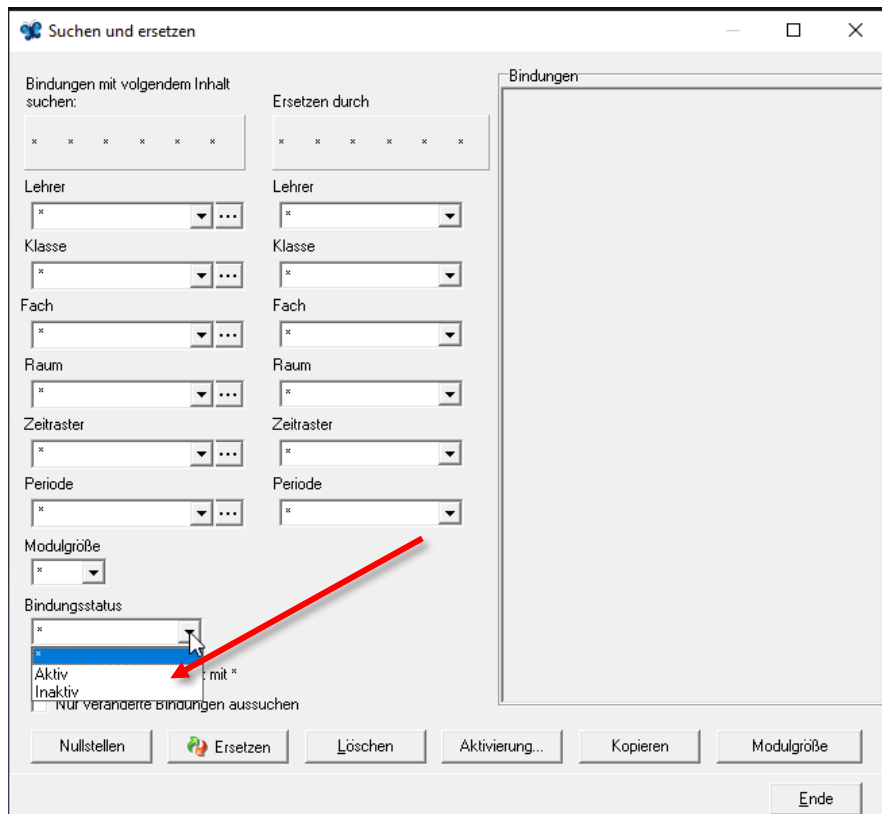 Suchen und ersetzen
Bindungen mit volgendem Inhalt
suchen:
Ersetzen durch
Bindungen
* * * * * *
* * * * * *
Lehrer
Lehrer
*
...
*
Klasse
Klasse
*
...
*
Fach
Fach
*
...
*
Raum
Raum
*
...
*
Zeitraster
Zeitraster
*
...
*
Periode
Periode
*
...
*
Modulgröße
*
Bindungsstatus
*
*
Aktiv
Inaktiv
mit *
Nur veränderte Bindungen aussuchen
Nullstellen
Ersetzen
Löschen
Aktivierung...
Kopieren
Modulgröße
Ende